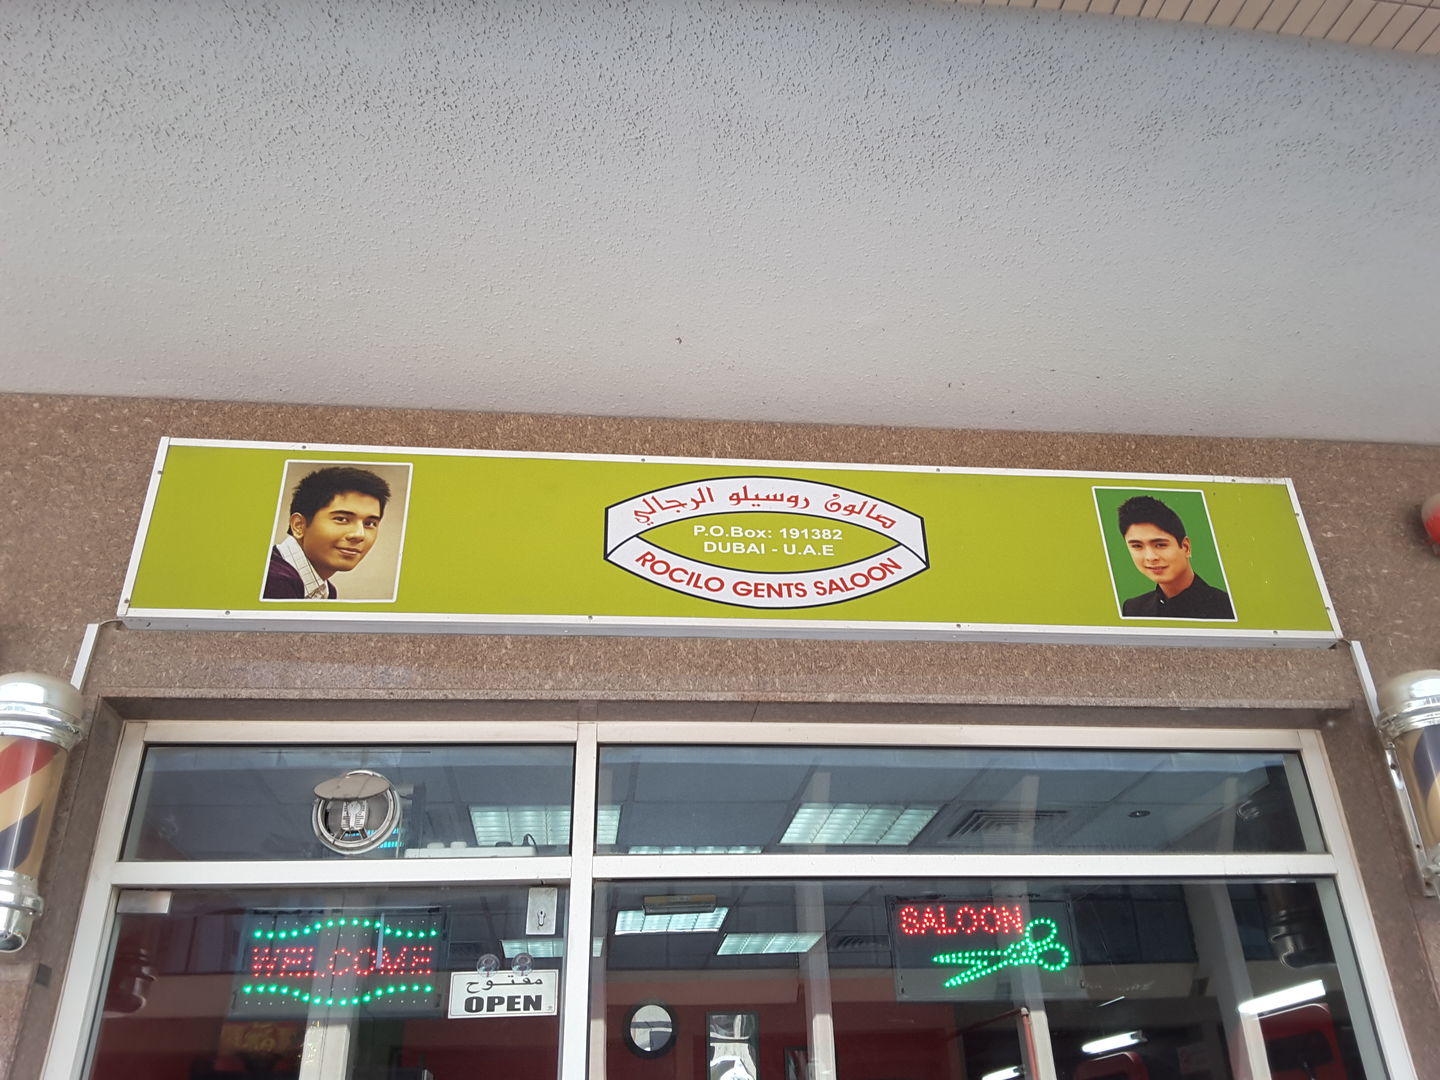 صالون روسيلو الرجالي
P.O.Box: 191382
DUBAI - U.A.E
ROCILO GENTS SALOON
WELCOME
مفتوح
OPEN
SALOON